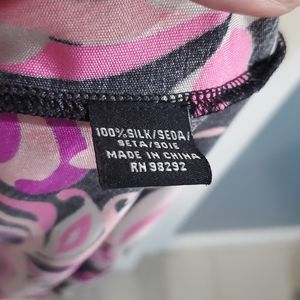 100% SILK/SEDA/
SETA/SOIE
MADE IN CHINA
RN 98292